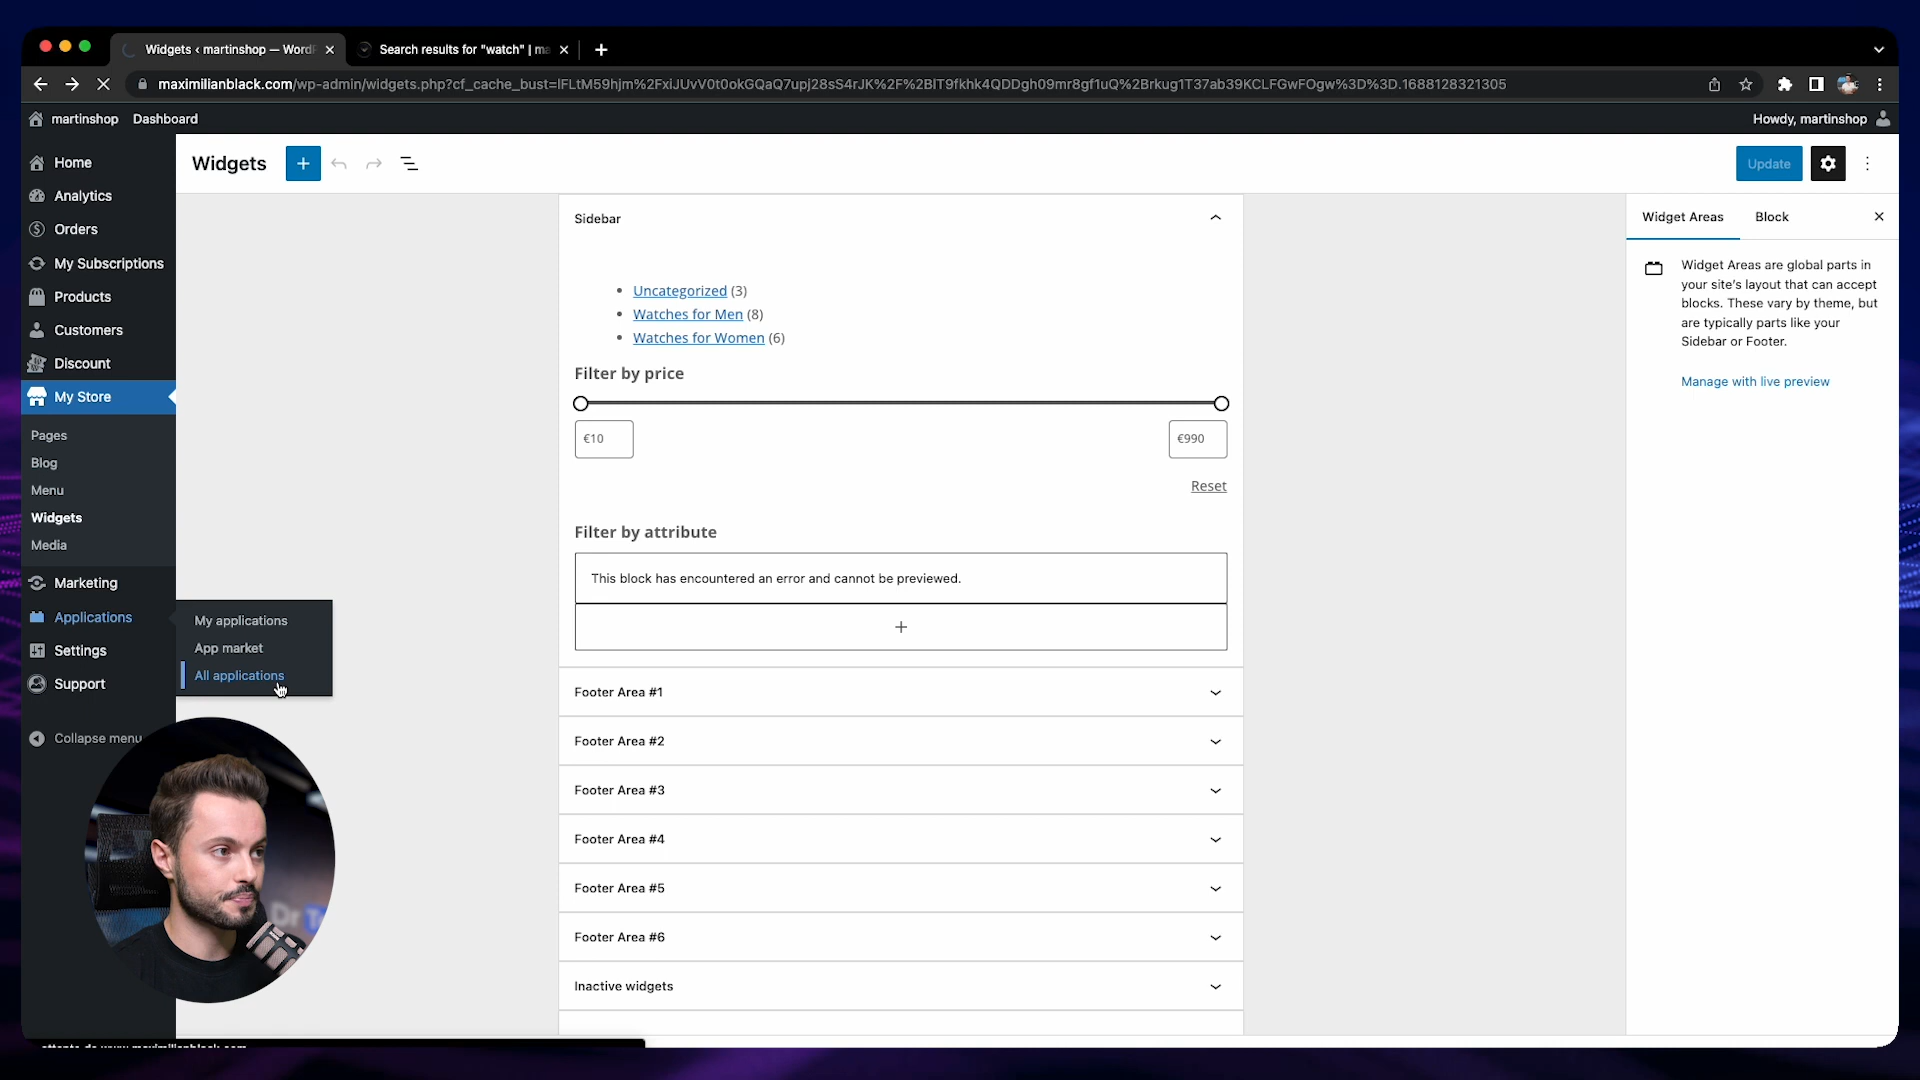 Widgets ‹ martinshop — WordP
Search results for "watch" | ma
maximilianblack.com/wp-admin/widgets.php?cf_cache_bust=IFLtM59hjm%2FxiJUvV0t0okGQaQ7upj28sS4rJK%2F%2BIT9fkhk4QDDgh09mr8gf1uQ%2Brkug1T37ab39KCLFGwFOgw%3D%3D.1688128321305
martinshop Dashboard
Howdy, martinshop
Home
Analytics
Orders
My Subscriptions
Products
Customers
Discount
My Store
Pages
Blog
Menu
Widgets
Media
Marketing
Applications
Settings
Support
Collapse menu
My applications
App market
All applications
Widgets
Update
Sidebar
Uncategorized (3)
Watches for Men (8)
Watches for Women (6)
Filter by price
€10
€990
Reset
Filter by attribute
This block has encountered an error and cannot be previewed.
Footer Area #1
Footer Area #2
Footer Area #3
Footer Area #4
Footer Area #5
Footer Area #6
Inactive widgets
Widget Areas
Block
Widget Areas are global parts in
your site's layout that can accept
blocks. These vary by theme, but
are typically parts like your
Sidebar or Footer.
Manage with live preview